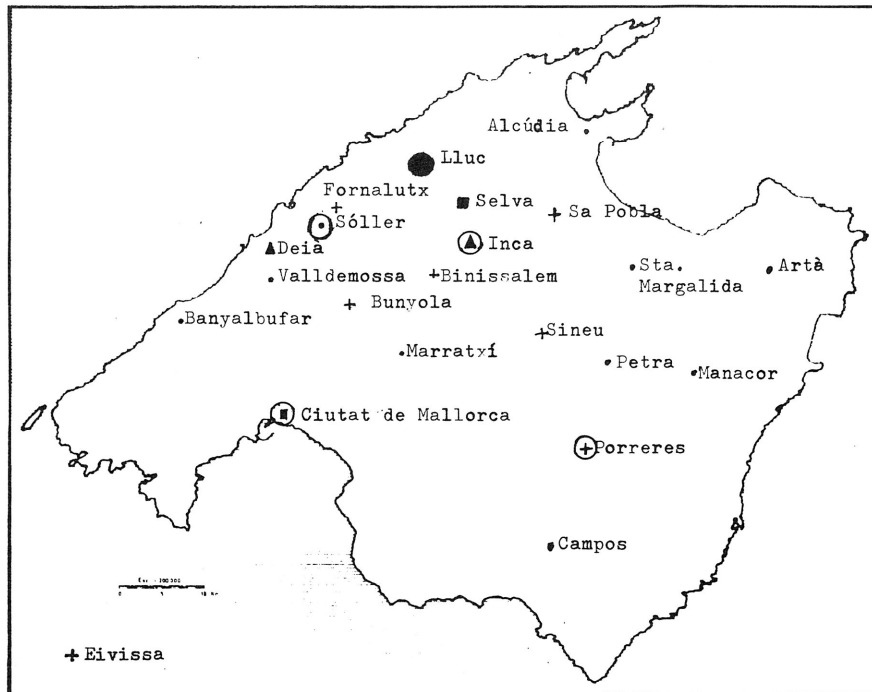 Alcúdia
Lluc
Fornalutx
Selva
Sa Pobla
Sóller
Deià
Inca
Valldemossa
Binissalem
Sta.
Margalida
Artà
Bunyola
Banyalbufar
Sineu
Marratxí
Petra
Manacor
Ciutat de Mallorca
Porreres
Campos
Eivissa